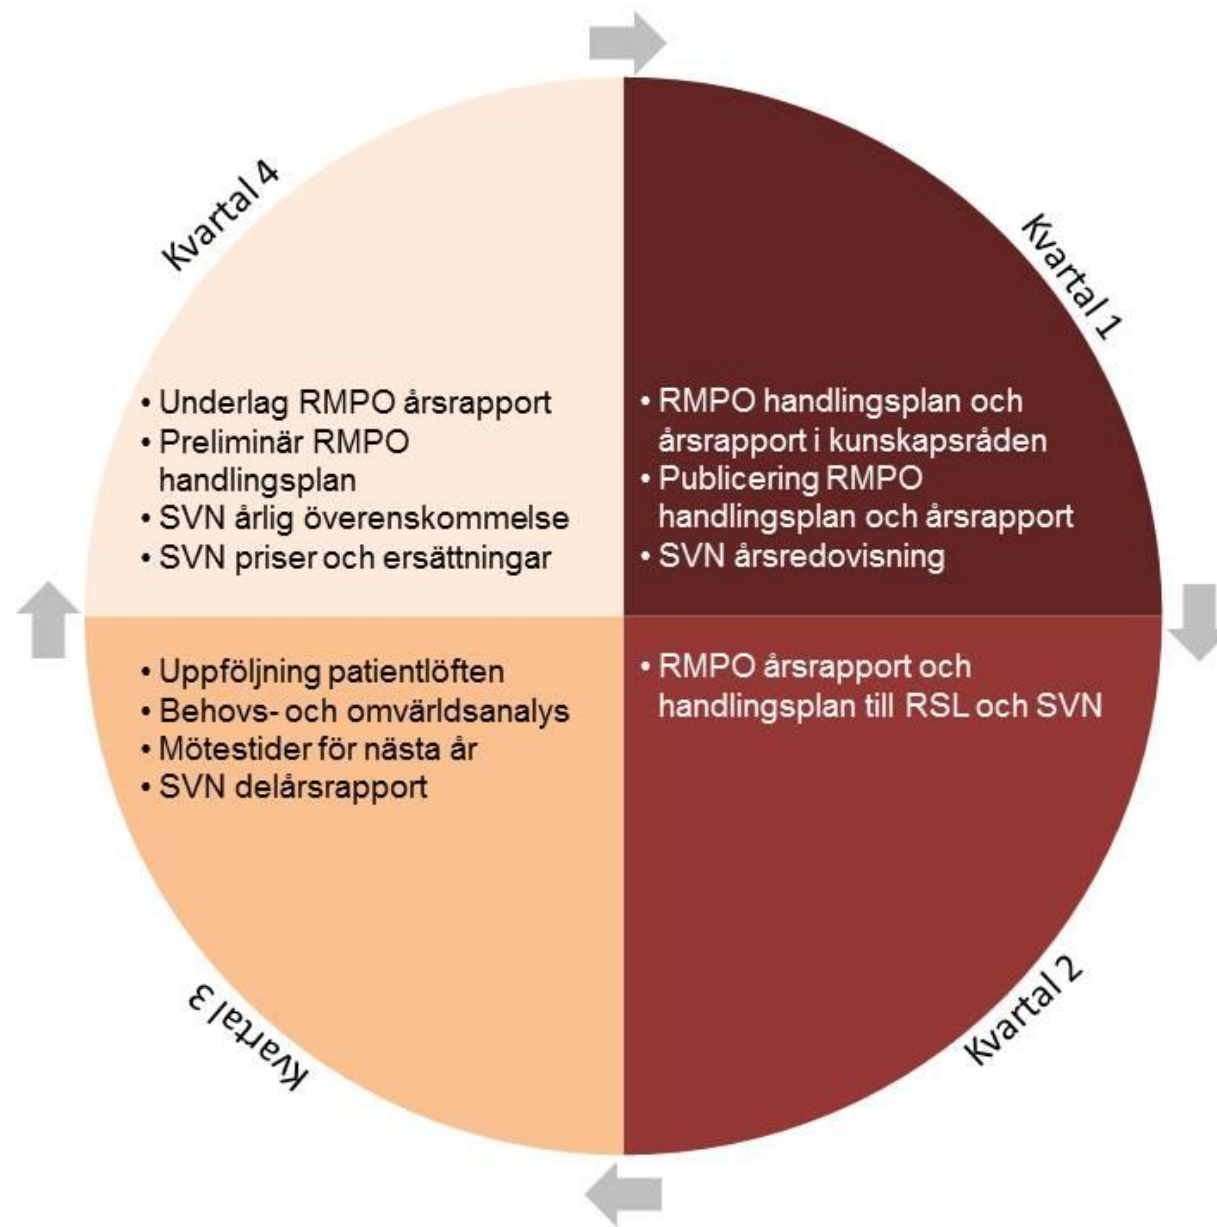 Kvartal 1
• RMPO handlingsplan och
årsrapport i kunskapsråden
• Publicering RMPO
handlingsplan och årsrapport
• SVN årsredovisning
Kvartal 2
• RMPO årsrapport och
handlingsplan till RSL och SVN
Kvartal 3
• Uppföljning patientlöften
• Behovs- och omvärldsanalys
• Mötestider för nästa år
• SVN delårsrapport
Kvartal 4
• Underlag RMPO årsrapport
• Preliminär RMPO
handlingsplan
• SVN årlig överenskommelse
• SVN priser och ersättningar